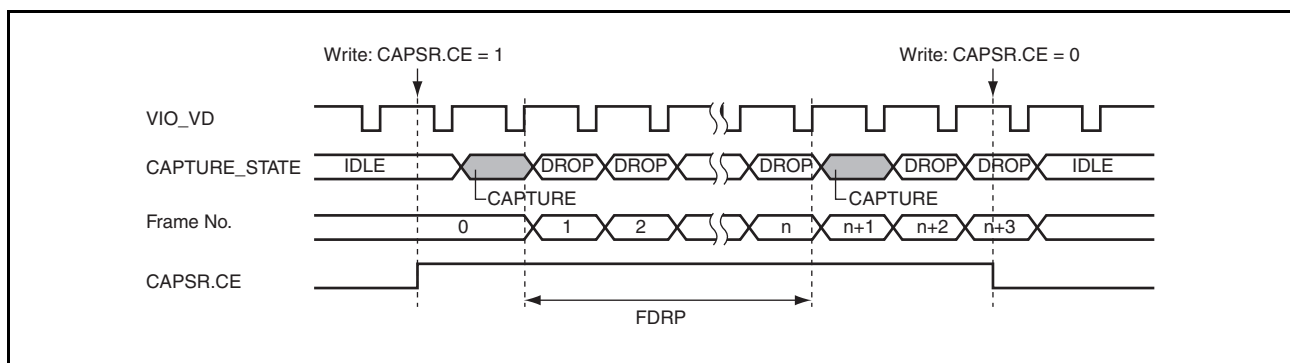 Write: CAPSR.CE = 1 Write: CAPSR.CE = 0
VIO_VD
CAPTURE_STATE IDLE DROP DROP DROP DROP DROP IDLE
CAPTURE CAPTURE
Frame No. 0 1 2 n n+1 n+2 n+3
CAPSR.CE
FDRP